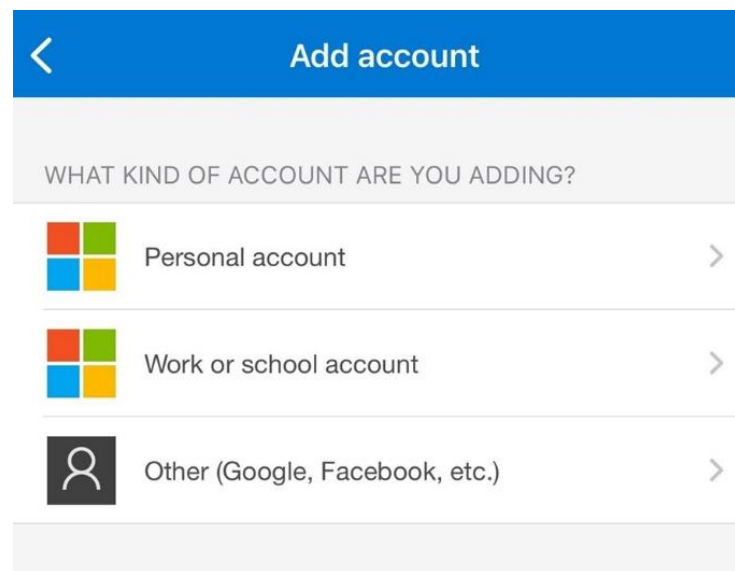 Add account
WHAT KIND OF ACCOUNT ARE YOU ADDING?
Personal account
Work or school account
Other (Google, Facebook, etc.)